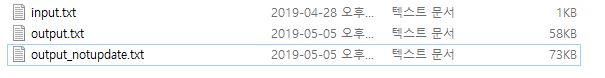 input.txt 2019-04-28 오후... 텍스트 문서 1KB
output.txt 2019-05-05 오후... 텍스트 문서 58KB
output_notupdate.txt 2019-05-05 오후... 텍스트 문서 73KB